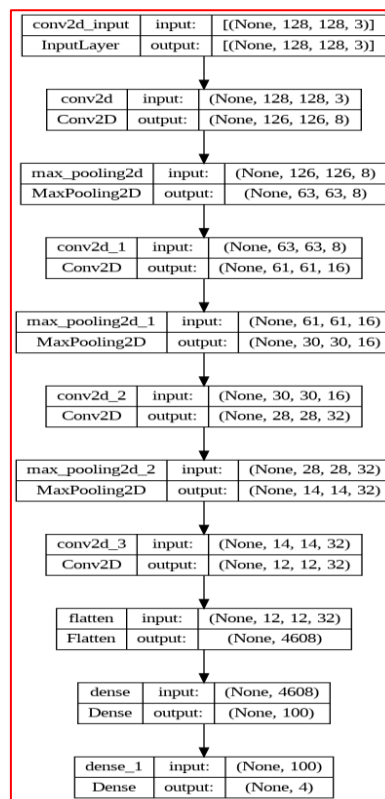 conv2d_input input: [(None, 128, 128, 3)]
InputLayer output: [(None, 128, 128, 3)]
conv2d input: (None, 128, 128, 3)
Conv2D output: (None, 126, 126, 8)
max_pooling2d input: (None, 126, 126, 8)
MaxPooling2D output: (None, 63, 63, 8)
conv2d_1 input: (None, 63, 63, 8)
Conv2D output: (None, 61, 61, 16)
max_pooling2d_1 input: (None, 61, 61, 16)
MaxPooling2D output: (None, 30, 30, 16)
conv2d_2 input: (None, 30, 30, 16)
Conv2D output: (None, 28, 28, 32)
max_pooling2d_2 input: (None, 28, 28, 32)
MaxPooling2D output: (None, 14, 14, 32)
conv2d_3 input: (None, 14, 14, 32)
Conv2D output: (None, 12, 12, 32)
flatten input: (None, 12, 12, 32)
Flatten output: (None, 4608)
dense input: (None, 4608)
Dense output: (None, 100)
dense_1 input: (None, 100)
Dense output: (None, 4)